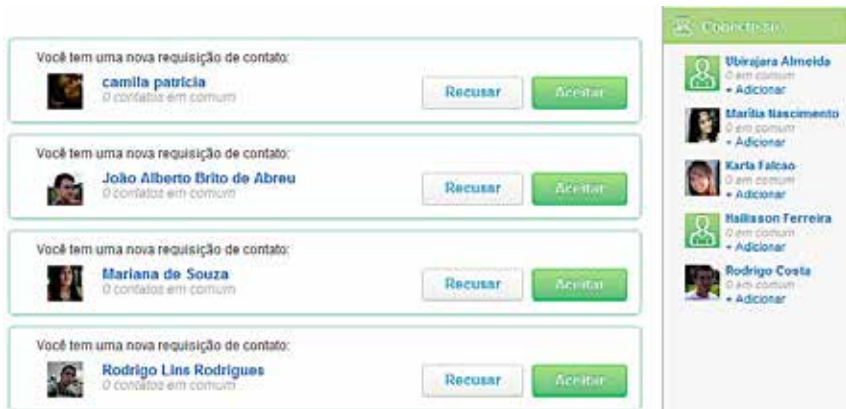 Você tem uma nova requisição de contato:
camila patricia
0 contatos em comum
Recusar
Aceitar
Você tem uma nova requisição de contato:
João Alberto Brito de Abreu
0 contatos em comum
Recusar
Aceitar
Você tem uma nova requisição de contato:
Mariana de Souza
0 contatos em comum
Recusar
Aceitar
Você tem uma nova requisição de contato:
Rodrigo Lins Rodrigues
0 contatos em comum
Recusar
Aceitar
Conecte-se
Ubirajara Almeida
0 em comum
+ Adicionar
Marília Nascimento
0 em comum
+ Adicionar
Karla Falcao
0 em comum
+ Adicionar
Ferreira
0 em comum
+ Adicionar
Rodrigo Costa
0 em comum
+ Adicionar